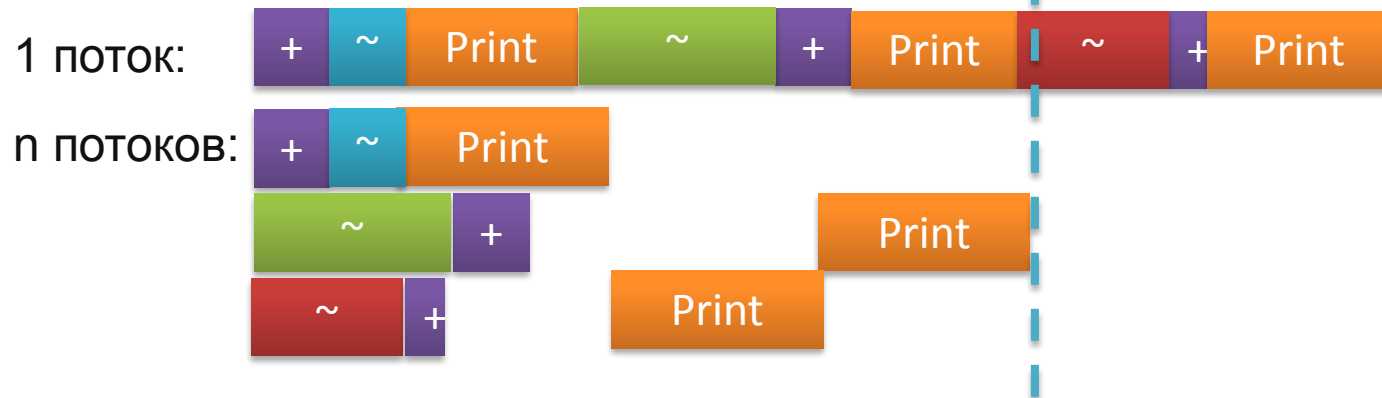 1 поток: + ~ Print ~ + Print ~ + Print
n потоков: + ~ Print
~ + Print
~ + Print